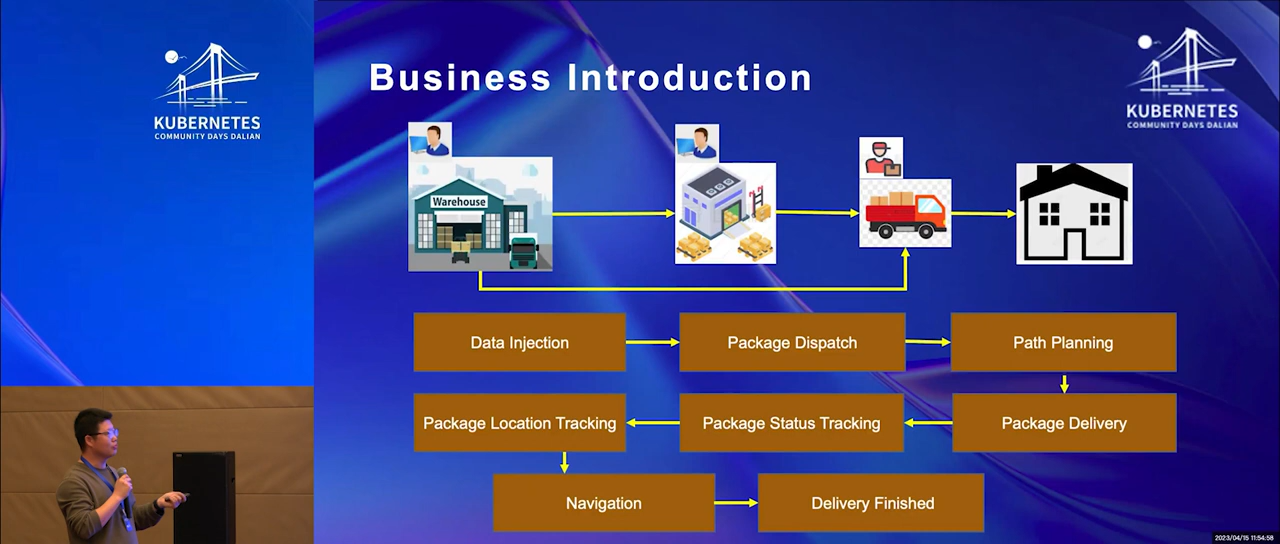 KUBERNETES
COMMUNITY DAYS DALIAN
Business Introduction
KUBERNETES
COMMUNITY DAYS DALIAN
Warehouse
Data Injection
Package Dispatch
Path Planning
Package Location Tracking
Package Status Tracking
Package Delivery
Navigation
Delivery Finished
2023/04/15 11:54:58